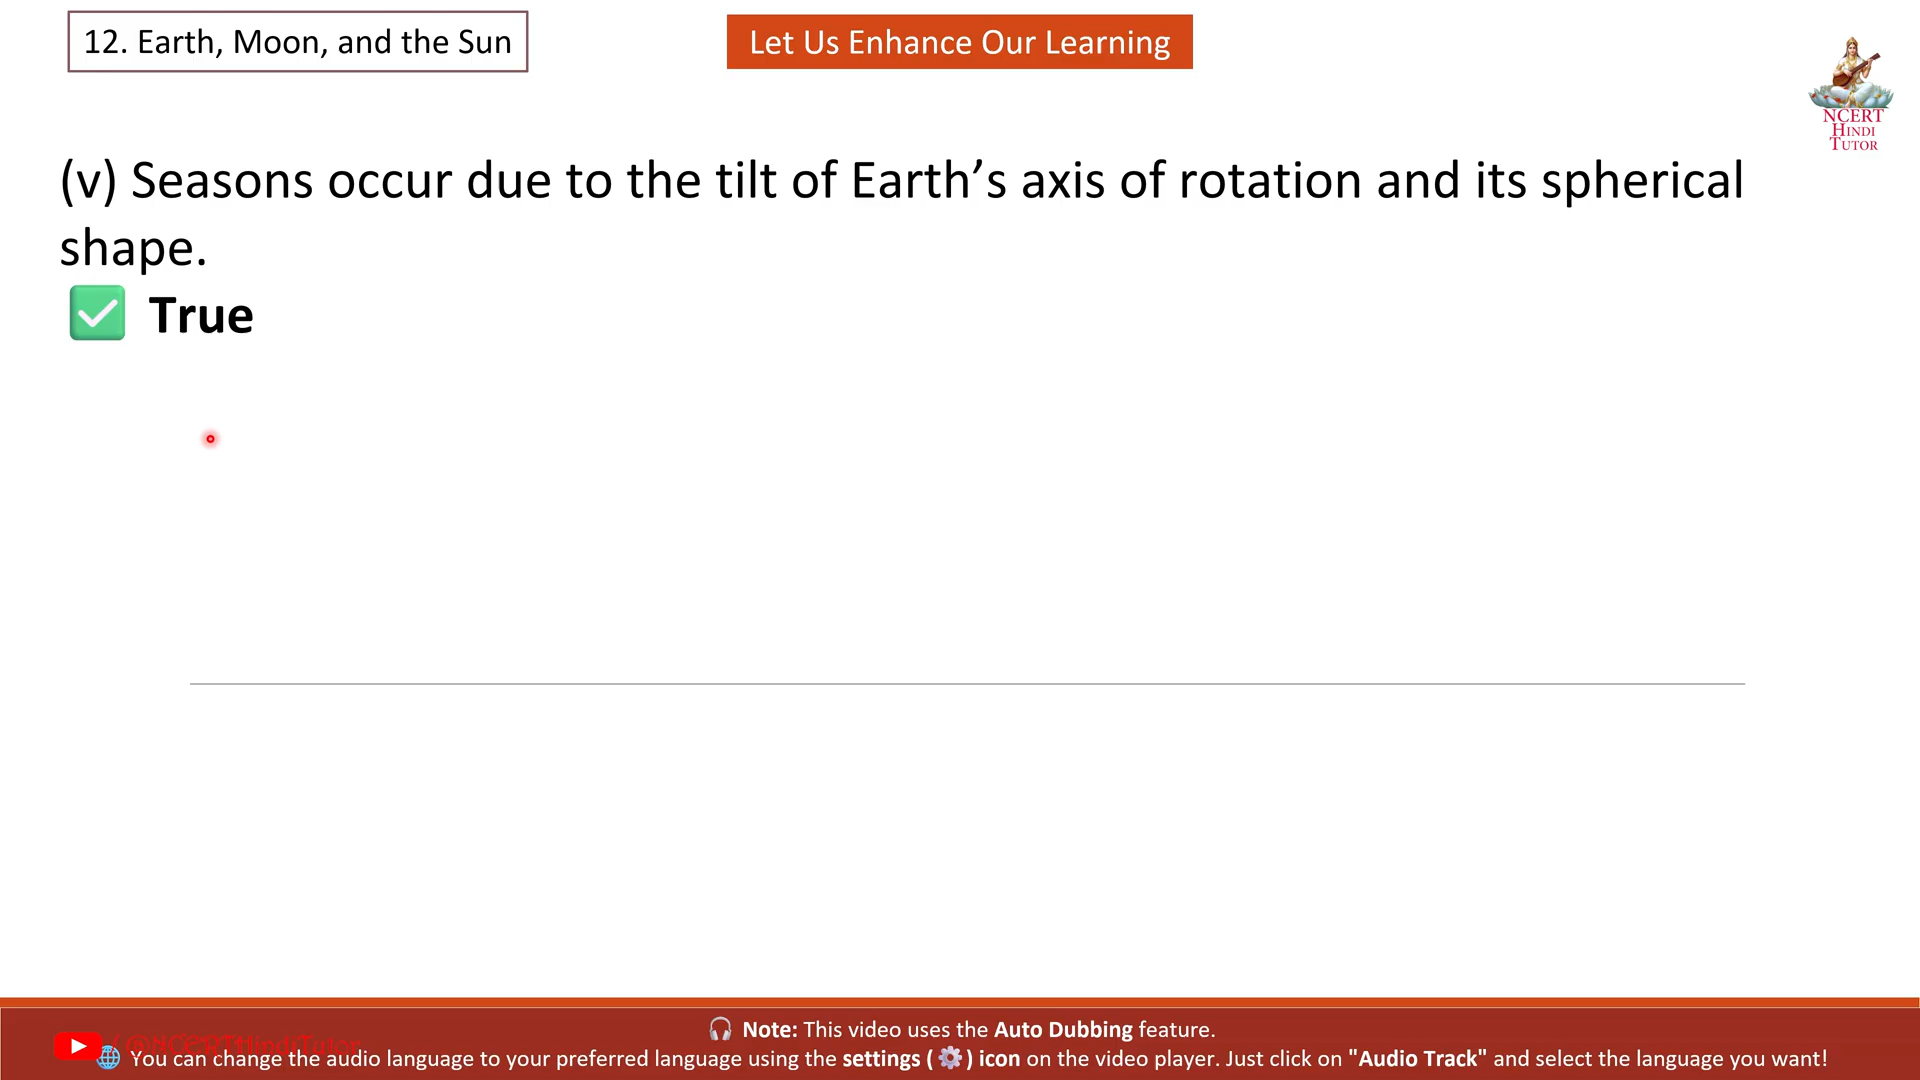 12. Earth, Moon, and the Sun
Let Us Enhance Our Learning
NCERT
HINDI
TUTOR
(v) Seasons occur due to the tilt of Earth’s axis of rotation and its spherical
shape.
True
Note: This video uses the Auto Dubbing feature.
You can change the audio language to your preferred language using the settings ( ) icon on the video player. Just click on "Audio Track" and select the language you want!